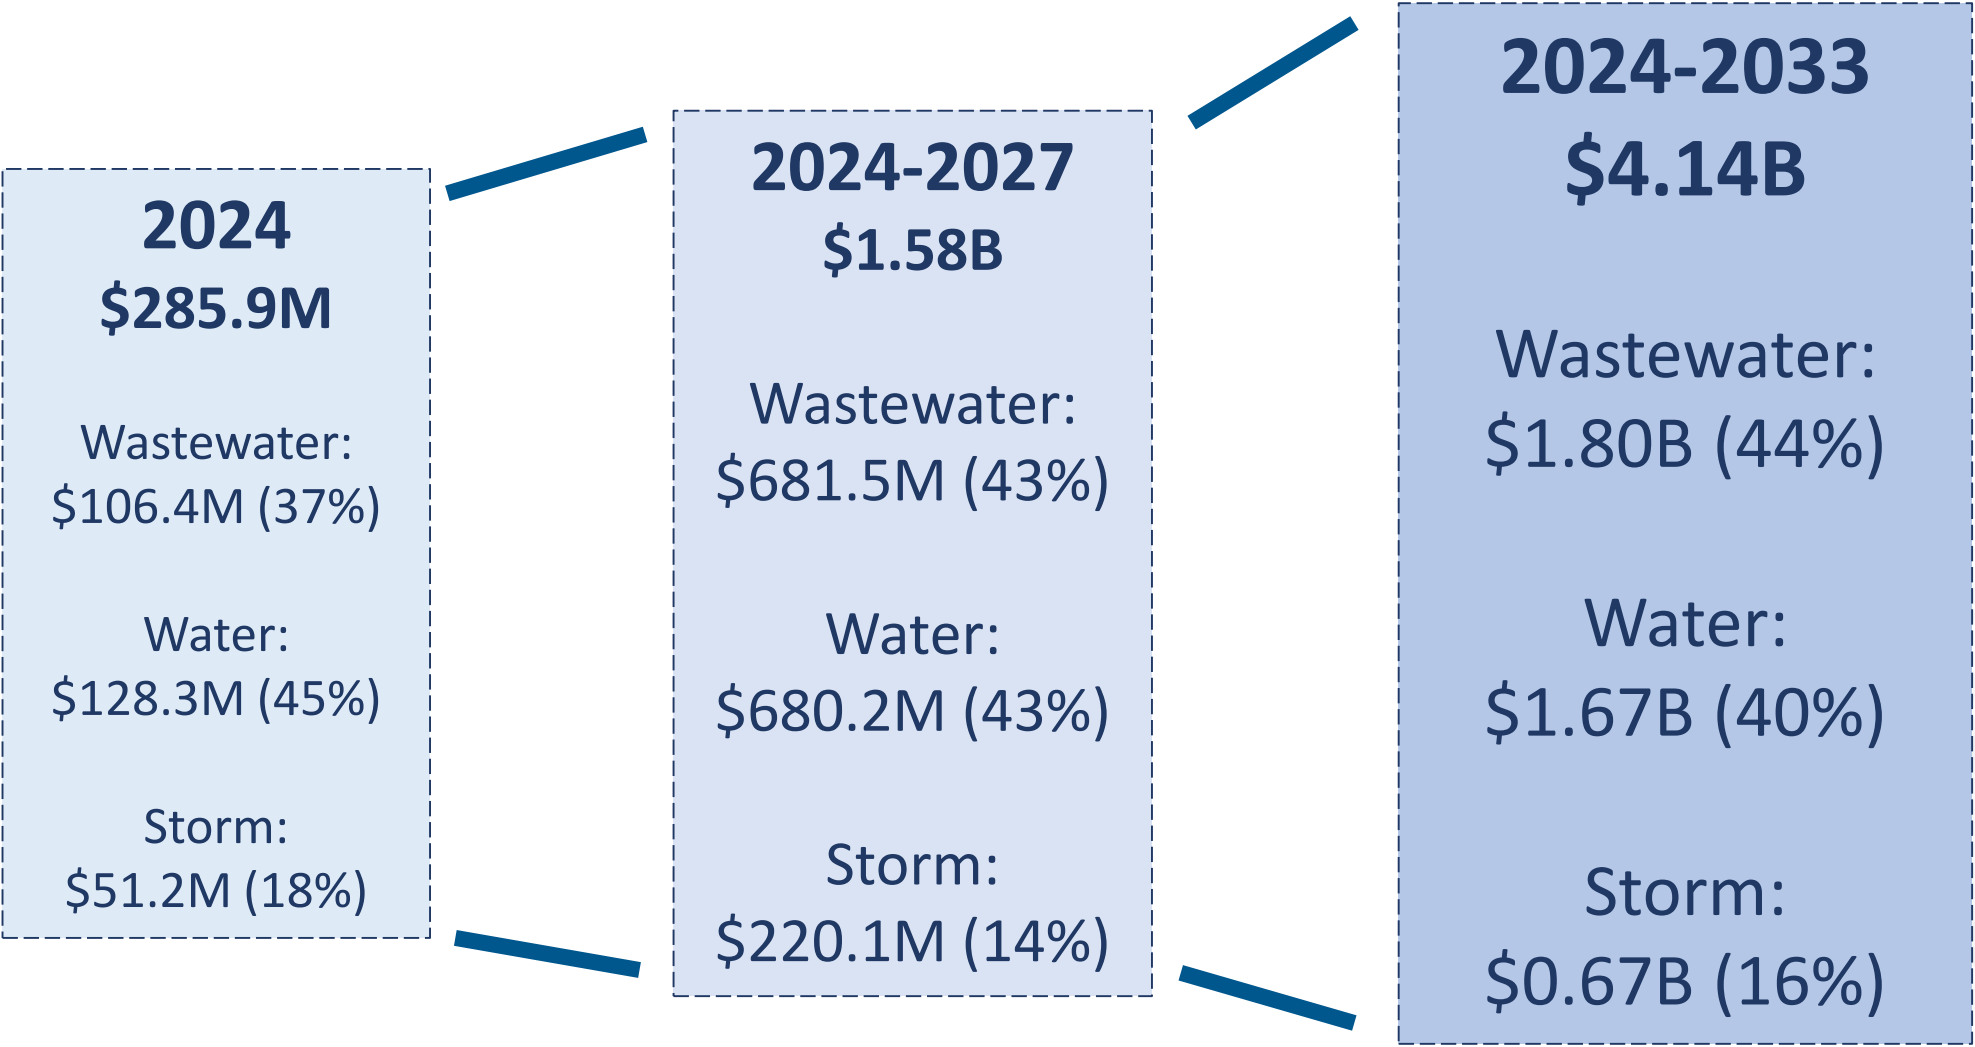 2024
$285.9M
Wastewater:
$106.4M (37%)
Water:
$128.3M (45%)
Storm:
$51.2M (18%)
2024-2027
$1.58B
Wastewater:
$681.5M (43%)
Water:
$680.2M (43%)
Storm:
$220.1M (14%)
2024-2033
$4.14B
Wastewater:
$1.80B (44%)
Water:
$1.67B (40%)
Storm:
$0.67B (16%)